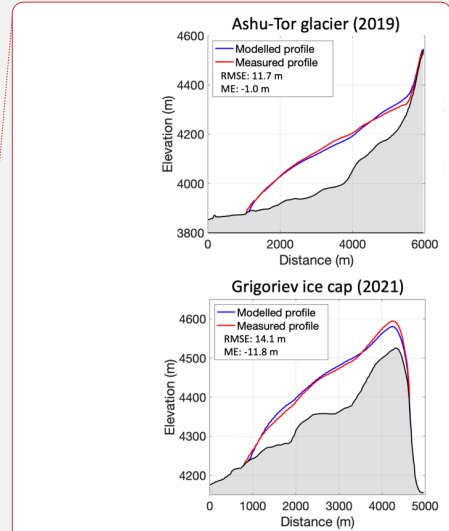 Ashu-Tor glacier (2019)
4600
Modelled profile
Measured profile
RMSE: 11.7 m
ME: -1.0 m
Elevation (m)
4400
4200
4000
3800
0 2000 4000 6000
Distance (m)
Grigoriev ice cap (2021)
Modelled profile
Measured profile
RMSE: 14.1 m
ME: -11.8 m
Elevation (m)
4600
4500
4400
4300
4200
0 1000 2000 3000 4000 5000
Distance (m)